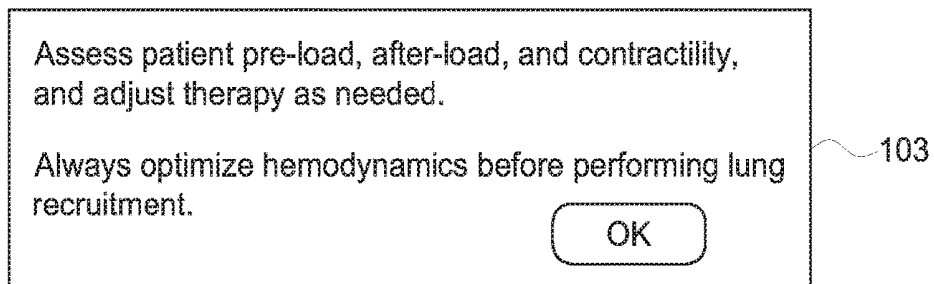 Assess patient pre-load, after-load, and contractility,
and adjust therapy as needed.
Always optimize hemodynamics before performing lung
recruitment.
OK
103